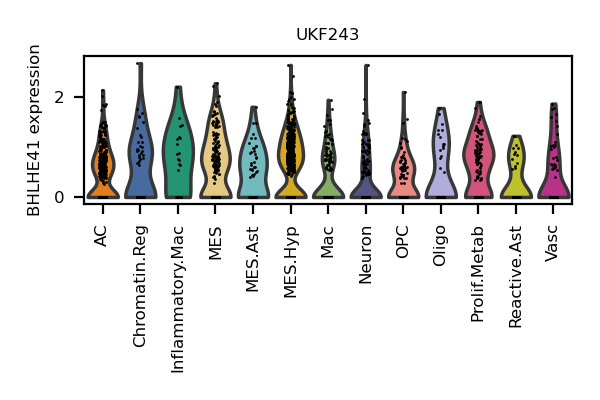 UKF243
BHLHE41 expression
2
0
AC
Chromatin.Reg
Inflammatory.Mac
MES
MES.Ast
MES.Hyp
Mac
Neuron
OPC
Oligo
Prolif.Metab
Reactive.Ast
Vasc